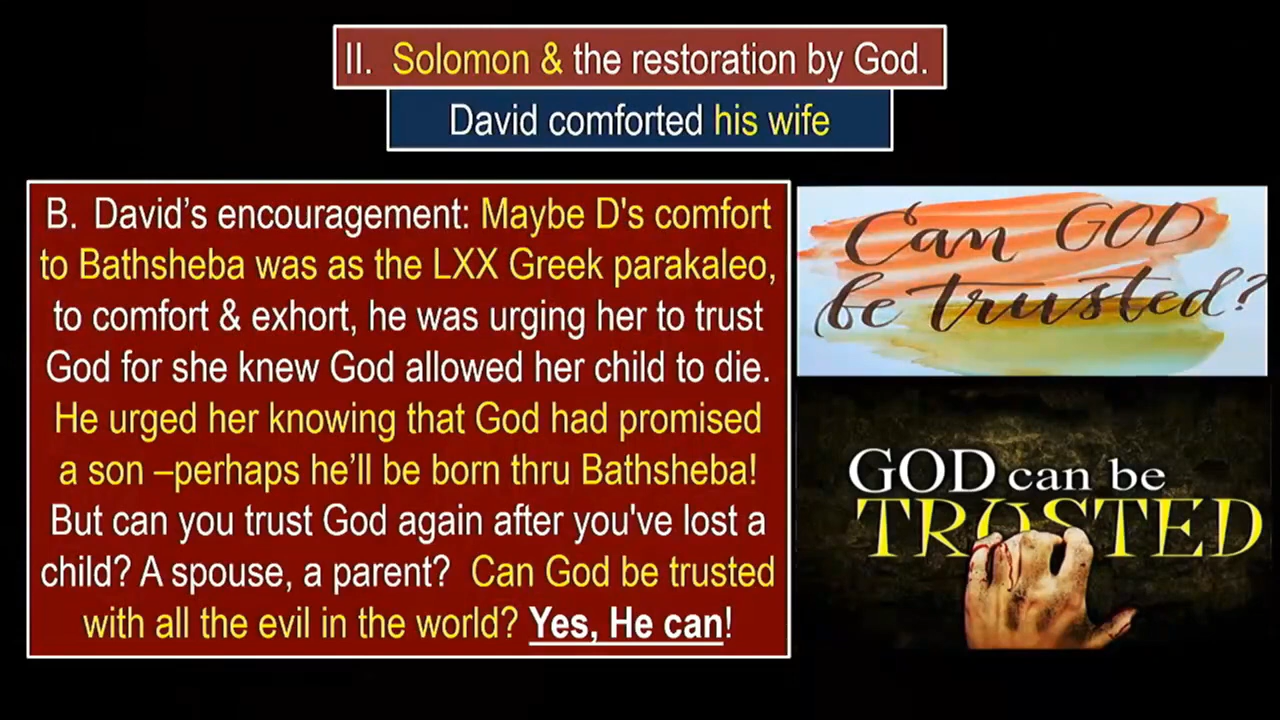 II. Solomon & the restoration by God.
David comforted his wife
B. David’s encouragement: Maybe D's comfort
to Bathsheba was as the LXX Greek parakaleo,
to comfort & exhort, he was urging her to trust
God for she knew God allowed her child to die.
He urged her knowing that God had promised
a son –perhaps he’ll be born thru Bathsheba!
But can you trust God again after you've lost a
child? A spouse, a parent? Can God be trusted
with all the evil in the world? Yes, He can!
Can GOD
be trusted?
GOD can be
TRUSTED